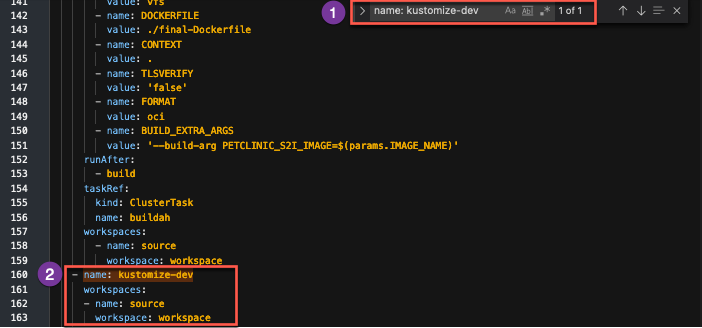 1 > name: kustomize-dev Aa Ab .* 1 of 1
141 value: vfs
142 - name: DOCKERFILE
143 value: ./final-Dockerfile
144 - name: CONTEXT
145 value: .
146 - name: TLSVERIFY
147 value: 'false'
148 - name: FORMAT
149 value: oci
150 - name: BUILD_EXTRA_ARGS
151 value: '--build-arg PETCLINIC_S2I_IMAGE=$(params.IMAGE_NAME)'
152 runAfter:
153 - build
154 taskRef:
155 kind: ClusterTask
156 name: buildah
157 workspaces:
158 - name: source
159 workspace: workspace
2 160 - name: kustomize-dev
161 workspaces:
162 - name: source
163 workspace: workspace